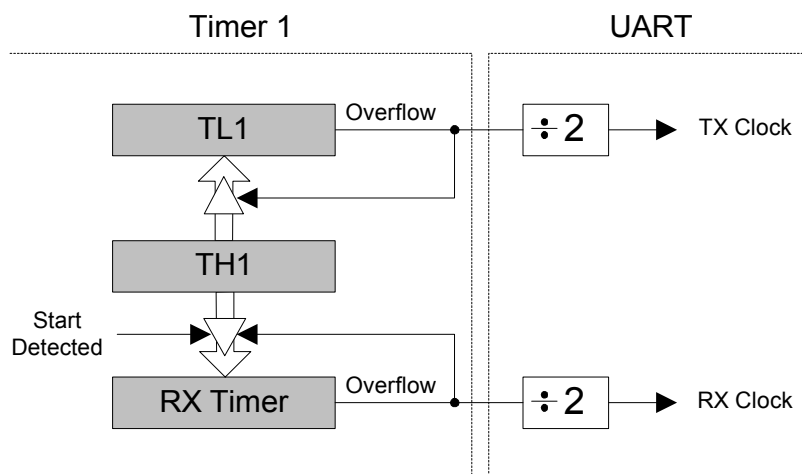 Timer 1
UART
TL1
Overflow
÷ 2
TX Clock
TH1
Start
Detected
RX Timer
Overflow
÷ 2
RX Clock